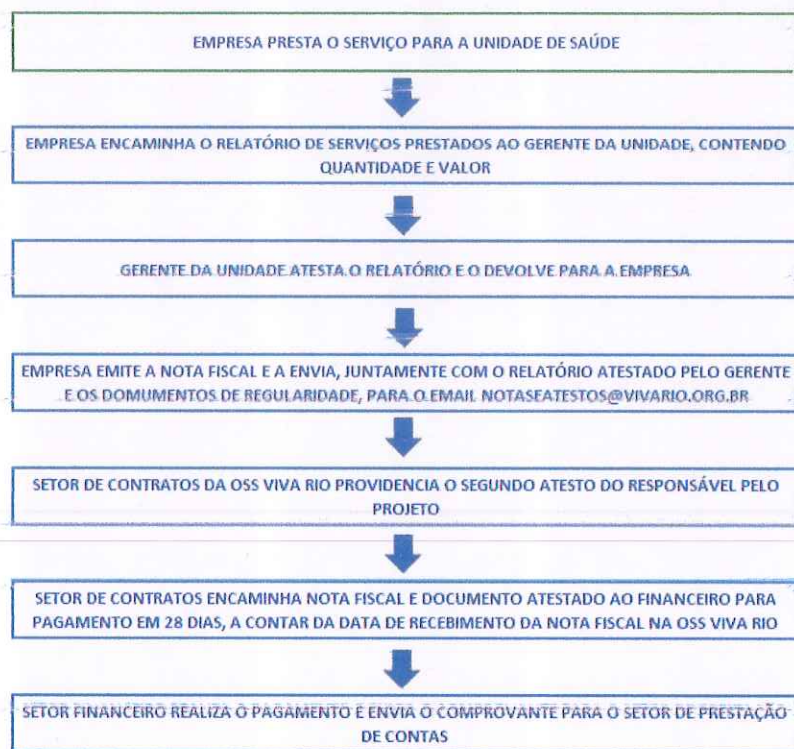 EMPRESA PRESTA O SERVIÇO PARA A UNIDADE DE SAÚDE
EMPRESA ENCAMINHA O RELATÓRIO DE SERVIÇOS PRESTADOS AO GERENTE DA UNIDADE, CONTENDO
QUANTIDADE E VALOR
GERENTE DA UNIDADE ATESTA O RELATÓRIO E O DEVOLVE PARA A EMPRESA
EMPRESA EMITE A NOTA FISCAL E A ENVIA, JUNTAMENTE COM O RELATÓRIO ATESTADO PELO GERENTE
E OS DOMUMENTOS DE REGULARIDADE, PARA O EMAIL NOTASEATESTOS@VIVARIO.ORG.BR
SETOR DE CONTRATOS DA OSS VIVA RIO PROVIDENCIA O SEGUNDO ATESTO DO RESPONSÁVEL PELO
PROJETO
SETOR DE CONTRATOS ENCAMINHA NOTA FISCAL E DOCUMENTO ATESTADO AO FINANCEIRO PARA
PAGAMENTO EM 28 DIAS, A CONTAR DA DATA DE RECEBIMENTO DA NOTA FISCAL NA OSS VIVA RIO
SETOR FINANCEIRO REALIZA O PAGAMENTO E ENVIA O COMPROVANTE PARA O SETOR DE PRESTAÇÃO
DE CONTAS